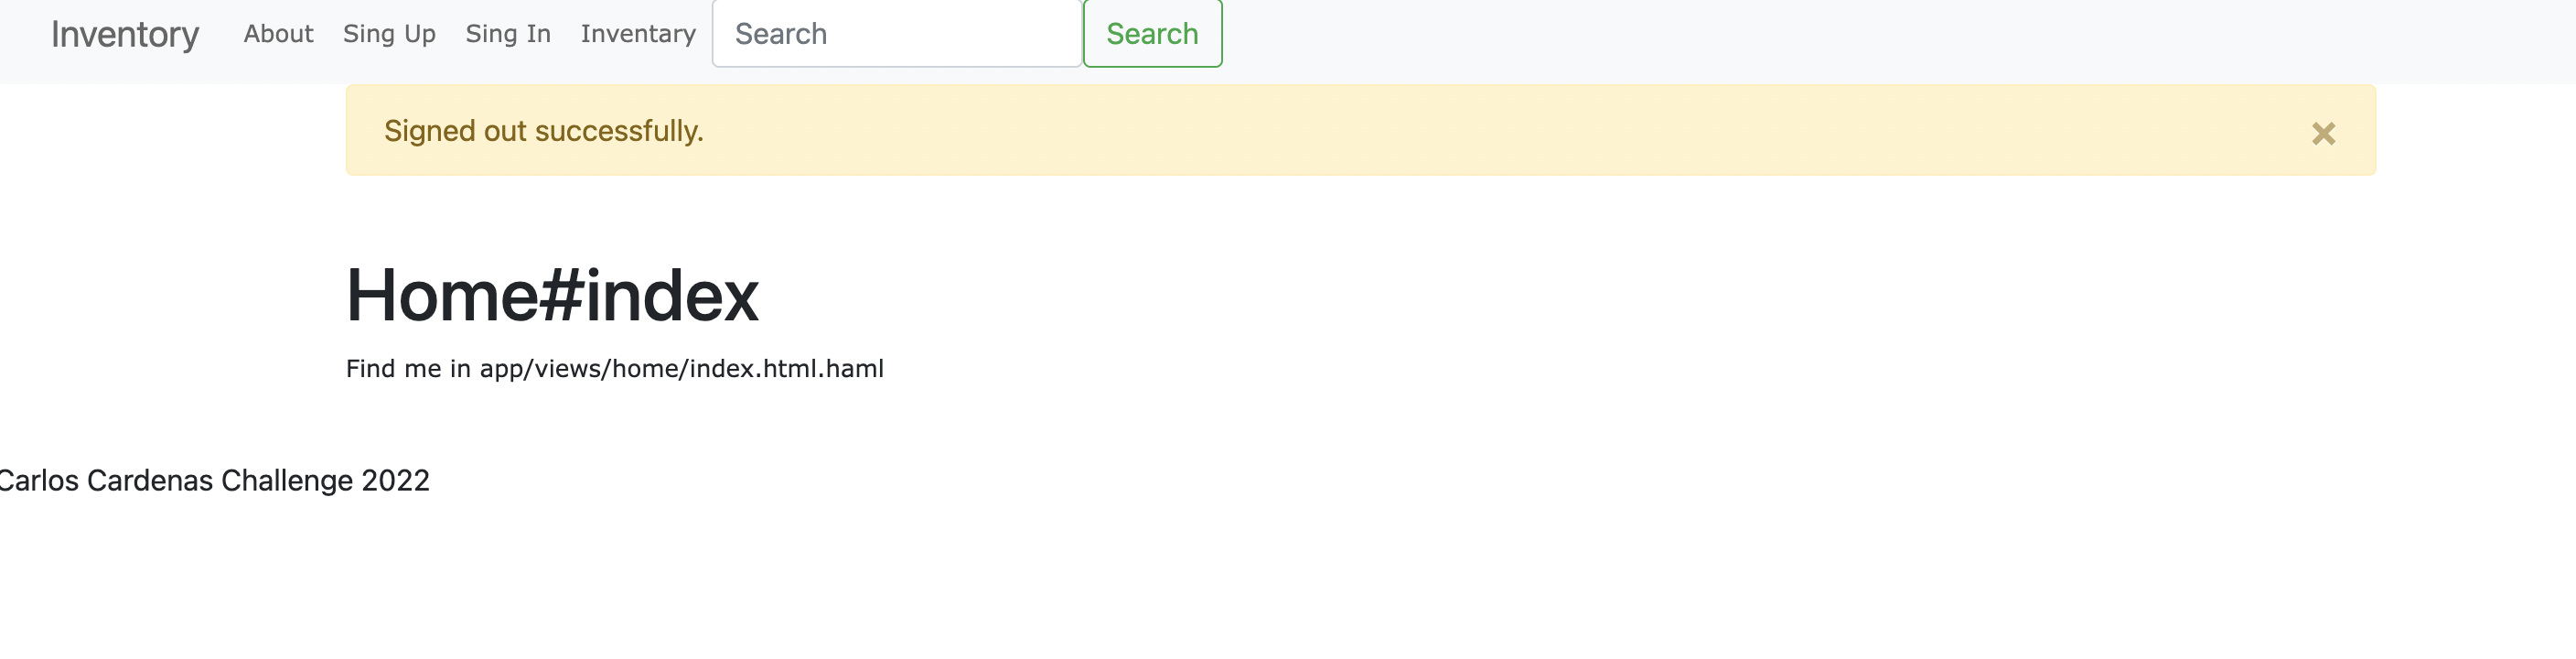 Inventory About Sing Up Sing In Inventary Search Search
Signed out successfully. ×
Home#index
Find me in app/views/home/index.html.haml
Carlos Cardenas Challenge 2022